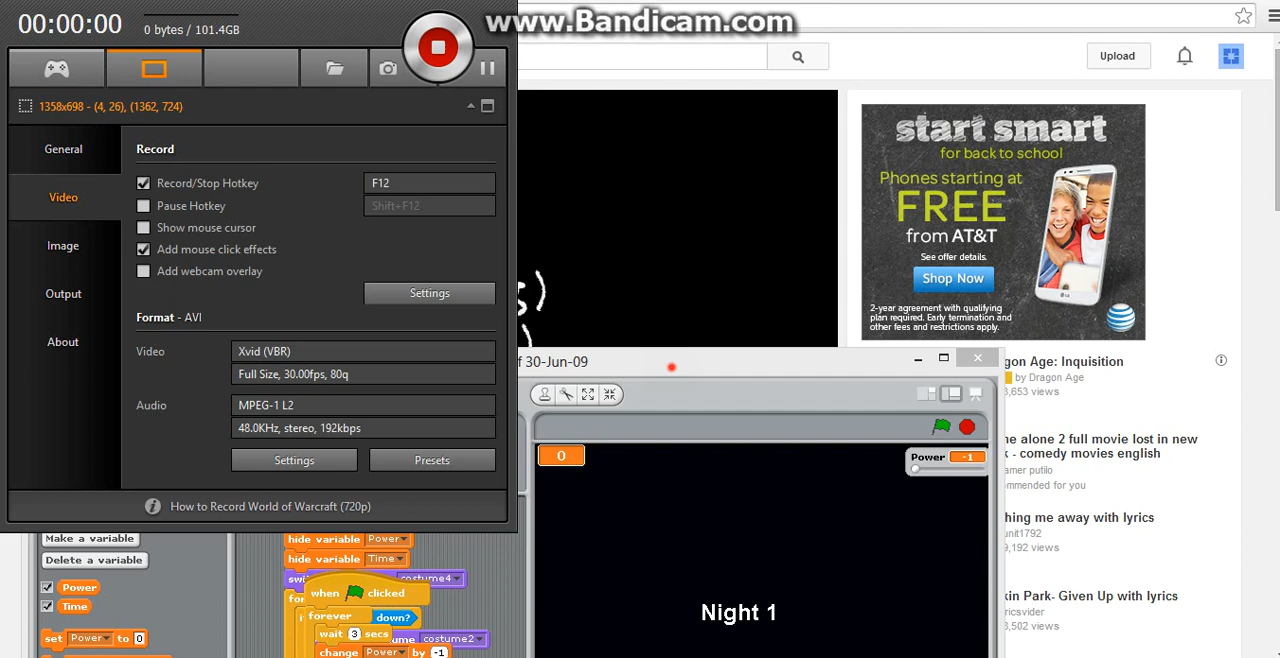 www.Bandicam.com
00:00:00
0 bytes / 101.4GB
Upload
1358x698 - (4, 26), (1362, 724)
General
Video
Image
Output
About
Record
Record/Stop Hotkey
F12
Pause Hotkey
Shift+F12
Show mouse cursor
Add mouse click effects
Add webcam overlay
Settings
Format - AVI
Video
Xvid (VBR)
Full Size, 30.00fps, 80q
Audio
MPEG-1 L2
48.0KHz, stereo, 192kbps
Settings
Presets
How to Record World of Warcraft (720p)
start smart
for back to school
Phones starting at
FREE
from AT&T
See offer details.
Shop Now
2-year agreement with qualifying
plan required. Early termination and
other fees and restrictions apply.
f 30-Jun-09
gon Age: Inquisition
by Dragon Age
,653 views
0
Power -1
Night 1
me alone 2 full movie lost in new
k - comedy movies english
amer putilo
mmended for you
hing me away with lyrics
unit1792
9,192 views
kin Park- Given Up with lyrics
ricsvider
3,502 views
Make a variable
Delete a variable
Power
Time
set Power to 0
hide variable Power
hide variable Time
costume4
when clicked
forever
down?
wait 3 secs
costume2
change Power by -1